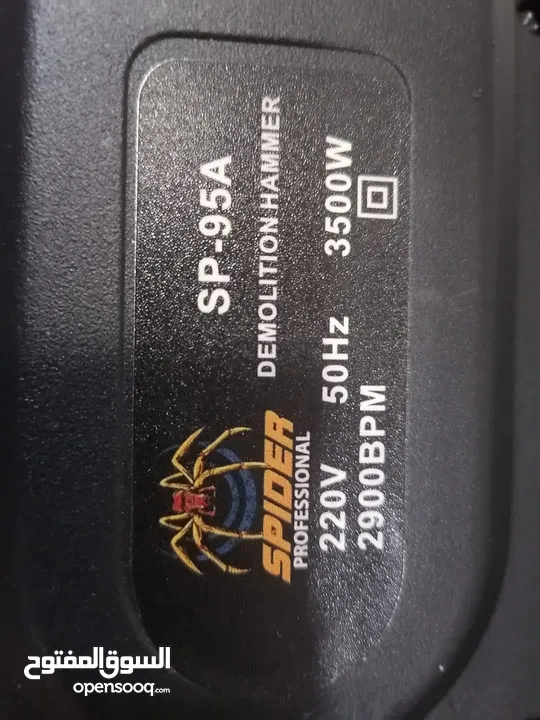 SP-95A
DEMOLITION HAMMER
SPIDER
PROFESSIONAL
220V 50Hz 3500W
2900BPM
السوق المفتوح
opensooq.com